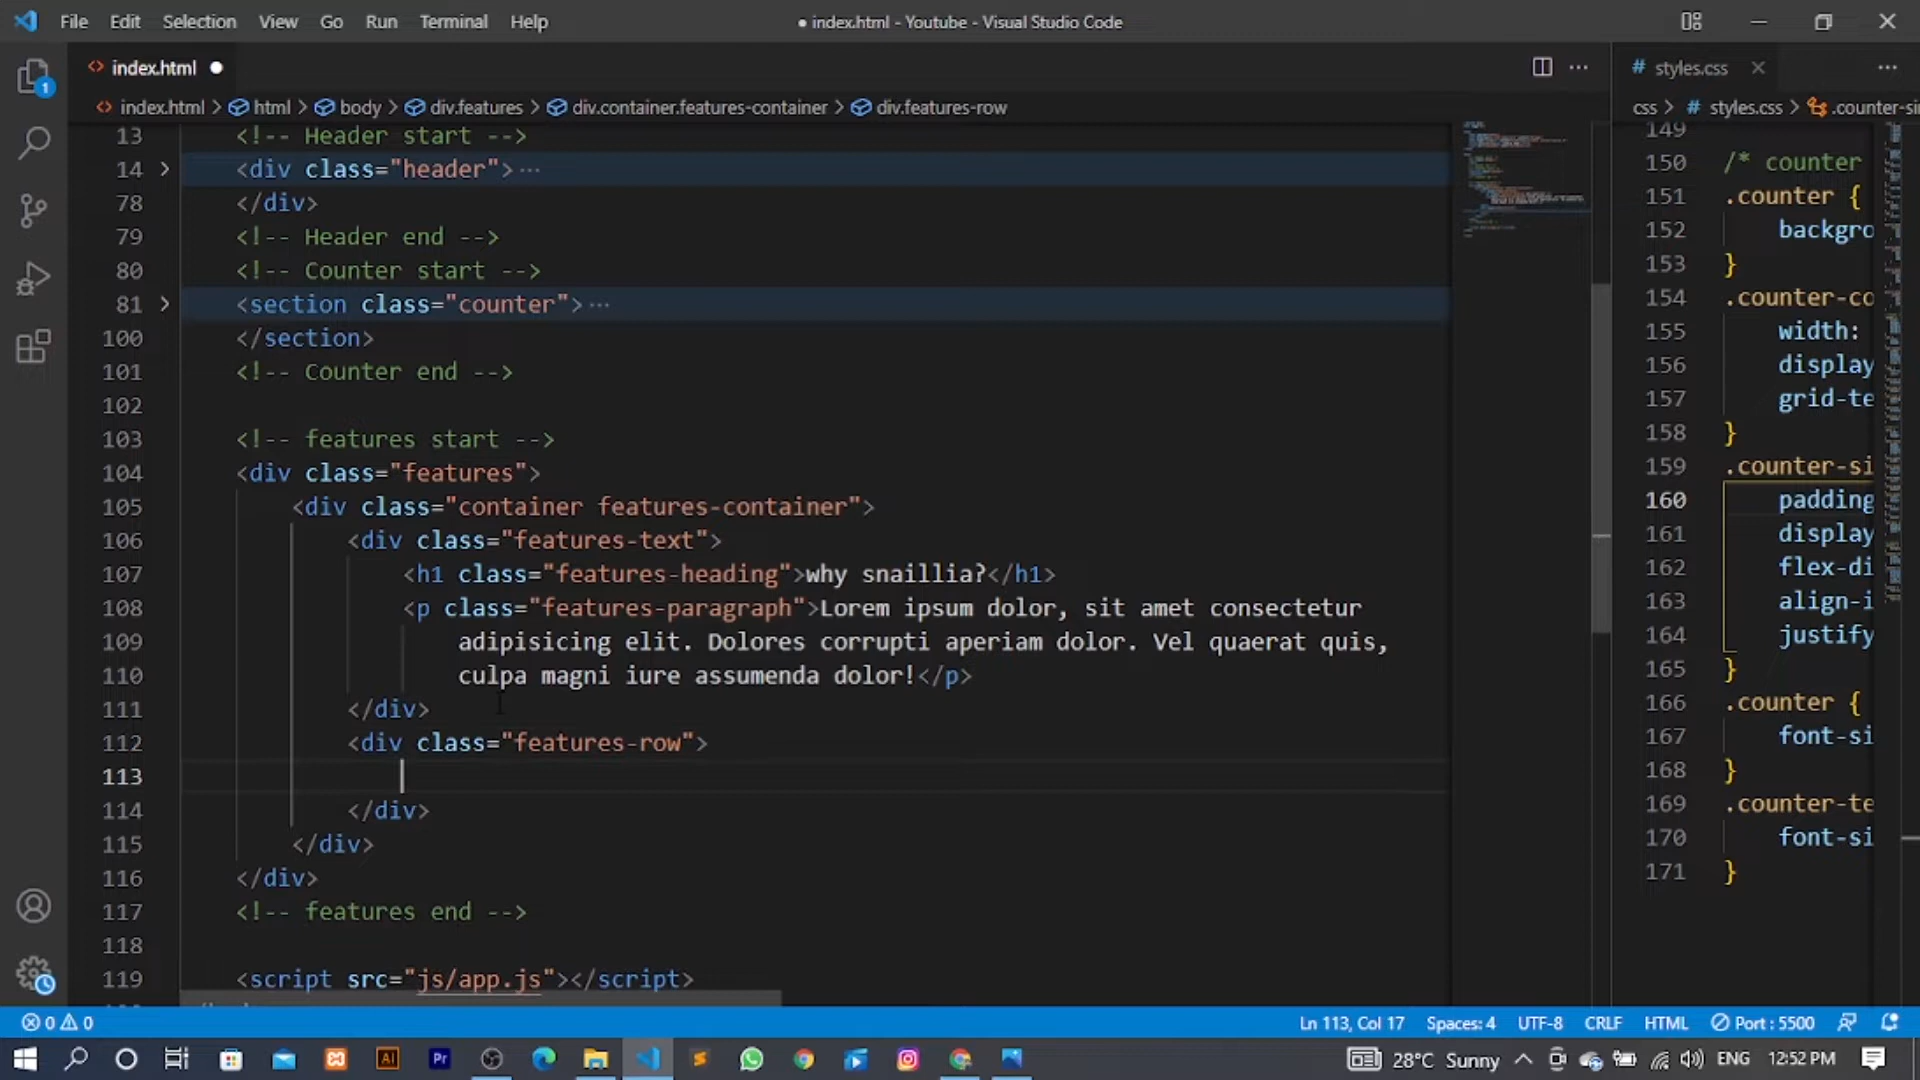 File Edit Selection View Go Run Terminal Help
● index.html - Youtube - Visual Studio Code
index.html ●
# styles.css
index.html > html > body > div.features > div.container.features-container > div.features-row
css > # styles.css > .counter-si
1
13 <!-- Header start -->
14 <div class="header">…
78 </div>
79 <!-- Header end -->
80 <!-- Counter start -->
81 <section class="counter">…
100 </section>
101 <!-- Counter end -->
102
103 <!-- features start -->
104 <div class="features">
105 <div class="container features-container">
106 <div class="features-text">
107 <h1 class="features-heading">why snaillia?</h1>
108 <p class="features-paragraph">Lorem ipsum dolor, sit amet consectetur
109 adipisicing elit. Dolores corrupti aperiam dolor. Vel quaerat quis,
110 culpa magni iure assumenda dolor!</p>
111 </div>
112 <div class="features-row">
113
114 </div>
115 </div>
116 </div>
117 <!-- features end -->
118
119 <script src="js/app.js"></script>
149
150 /* counter
151 .counter {
152 backgro
153 }
154 .counter-co
155 width:
156 display
157 grid-te
158 }
159 .counter-si
160 padding
161 display
162 flex-di
163 align-i
164 justify
165 }
166 .counter {
167 font-si
168 }
169 .counter-te
170 font-si
171 }
0 0
Ln 113, Col 17 Spaces: 4 UTF-8 CRLF HTML Port : 5500
Ai Pr
28°C Sunny ENG 12:52 PM